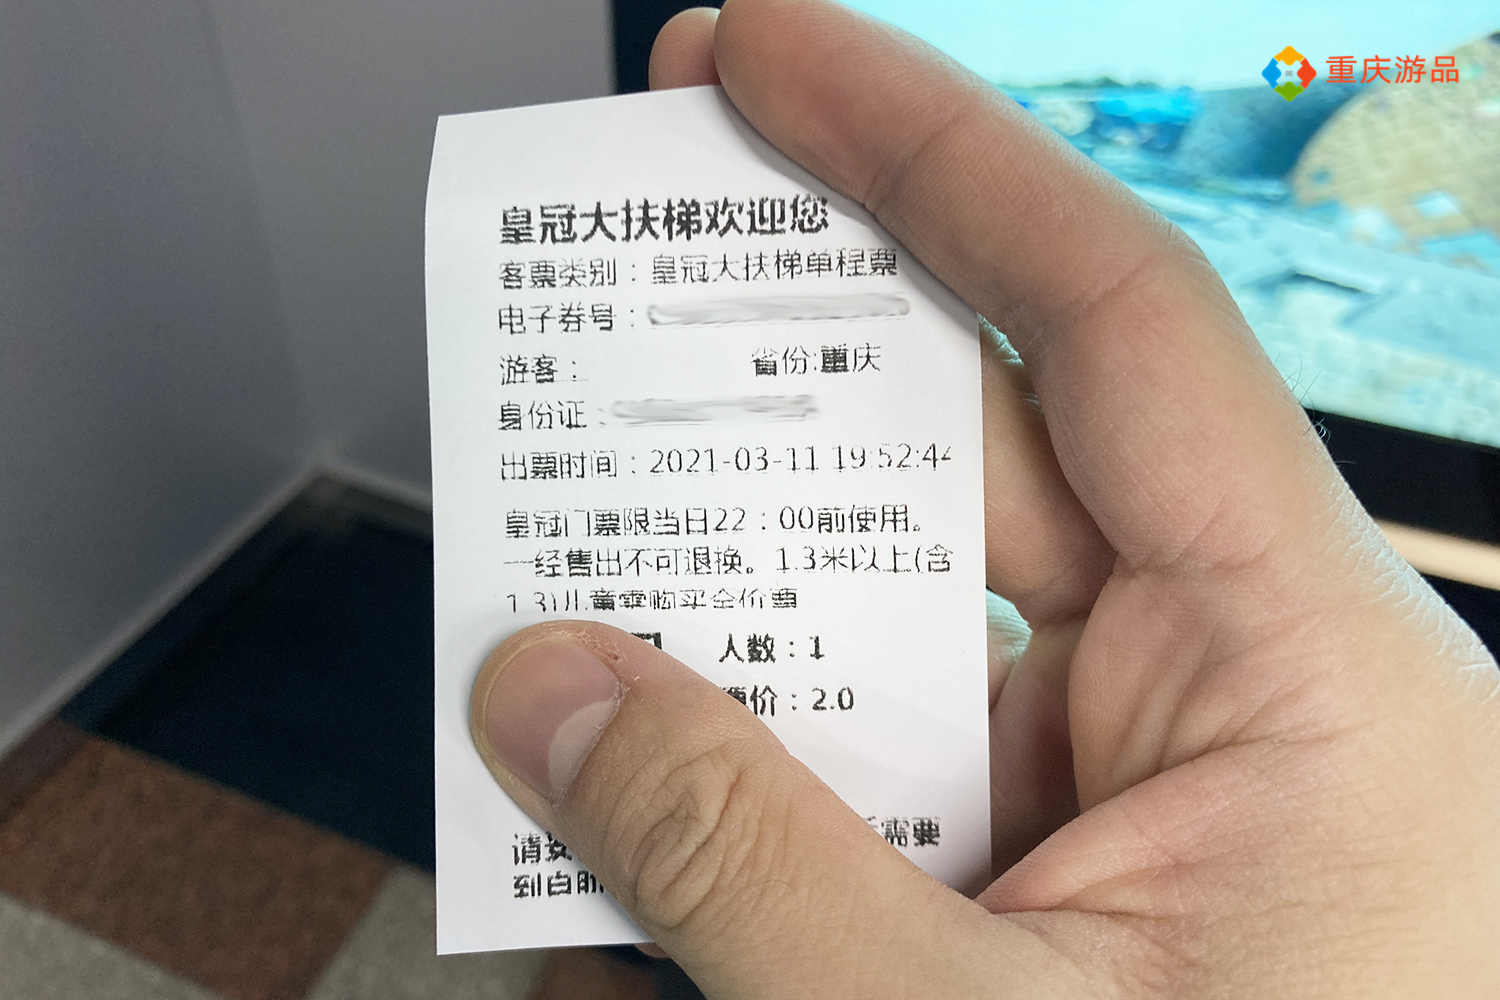 重庆游品
皇冠大扶梯欢迎您
客票类别：皇冠大扶梯单程票
电子券号：
游客： 省份:重庆
身份证：
出票时间：2021-03-11 19:52:44
皇冠门票限当日22：00前使用。
一经售出不可退换。1.3米以上(含
1.3)儿童需购买全价票
人数：1
票价：2.0
请妥 需要
到自助